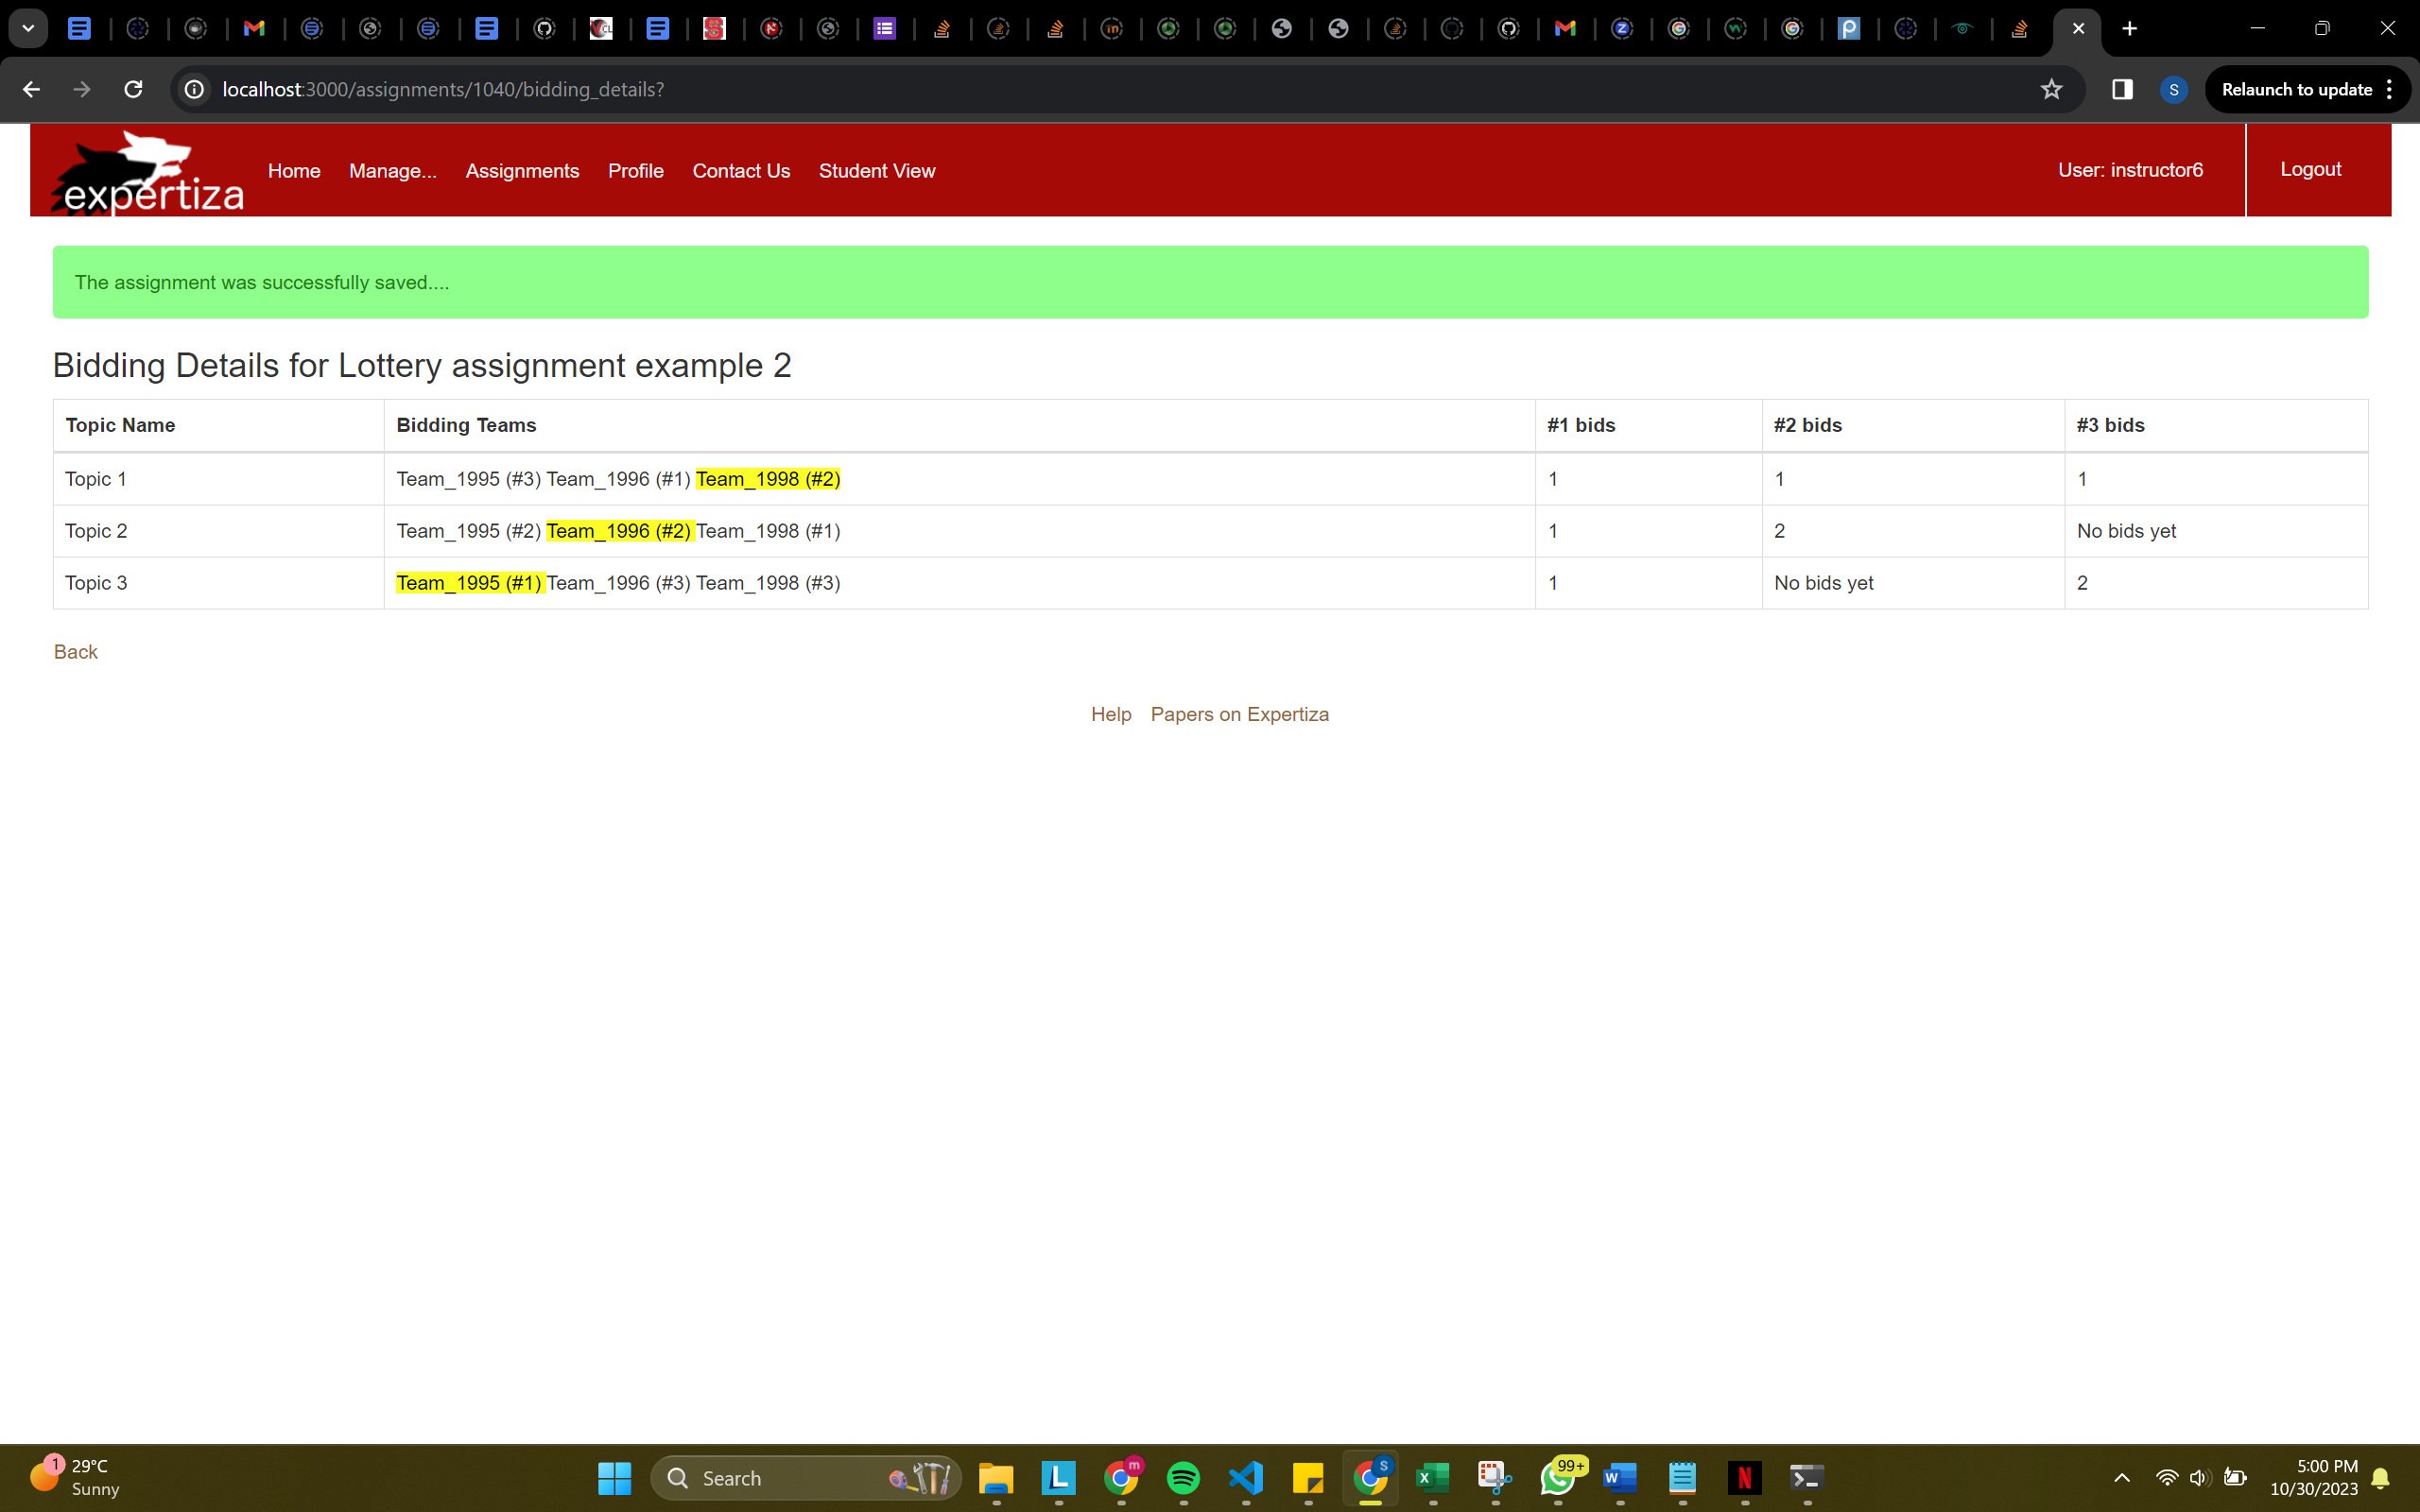 localhost:3000/assignments/1040/bidding_details?
S
Relaunch to update
expertiza
Home Manage... Assignments Profile Contact Us Student View
User: instructor6
Logout
The assignment was successfully saved....
Bidding Details for Lottery assignment example 2
Topic Name Bidding Teams #1 bids #2 bids #3 bids
Topic 1 Team_1995 (#3) Team_1996 (#1) Team_1998 (#2) 1 1 1
Topic 2 Team_1995 (#2) Team_1996 (#2) Team_1998 (#1) 1 2 No bids yet
Topic 3 Team_1995 (#1) Team_1996 (#3) Team_1998 (#3) 1 No bids yet 2
Back
Help Papers on Expertiza
1
29°C
Sunny
Search
L
m
S
99+
5:00 PM
10/30/2023